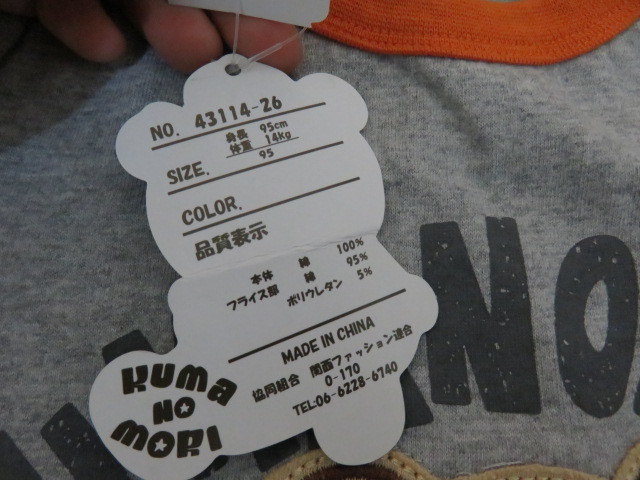 NO. 43114-26
身長 95cm
体重 14kg
SIZE. 95
COLOR.
品質表示
本体 綿 100%
フライス部 綿 95%
ポリウレタン 5%
MADE IN CHINA
協同組合 関西ファッション連合
0-170
TEL-06-6228-6740
KUMA
NO
MORI